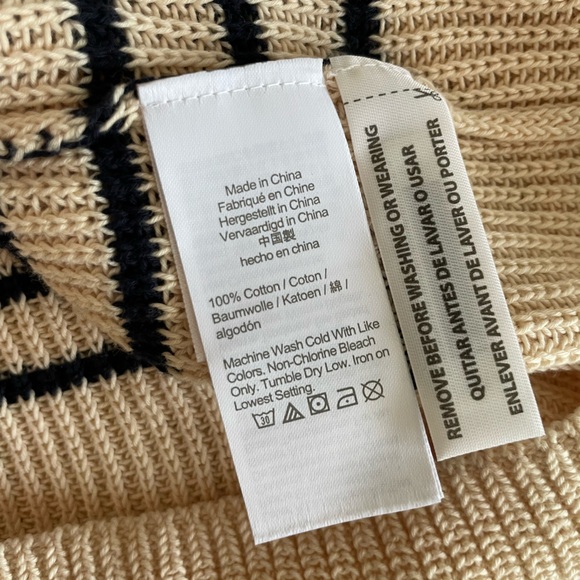 Made in China
Fabriqué en Chine
Hergestellt in China
Vervaardigd in China
中国製
hecho en china
100% Cotton / Coton /
Baumwolle / Katoen / 綿 /
algodón
Machine Wash Cold With Like
Colors. Non-Chlorine Bleach
Only. Tumble Dry Low. Iron on
Lowest Setting.
30
REMOVE BEFORE WASHING OR WEARING
QUITAR ANTES DE LAVAR O USAR
ENLEVER AVANT DE LAVER OU PORTER